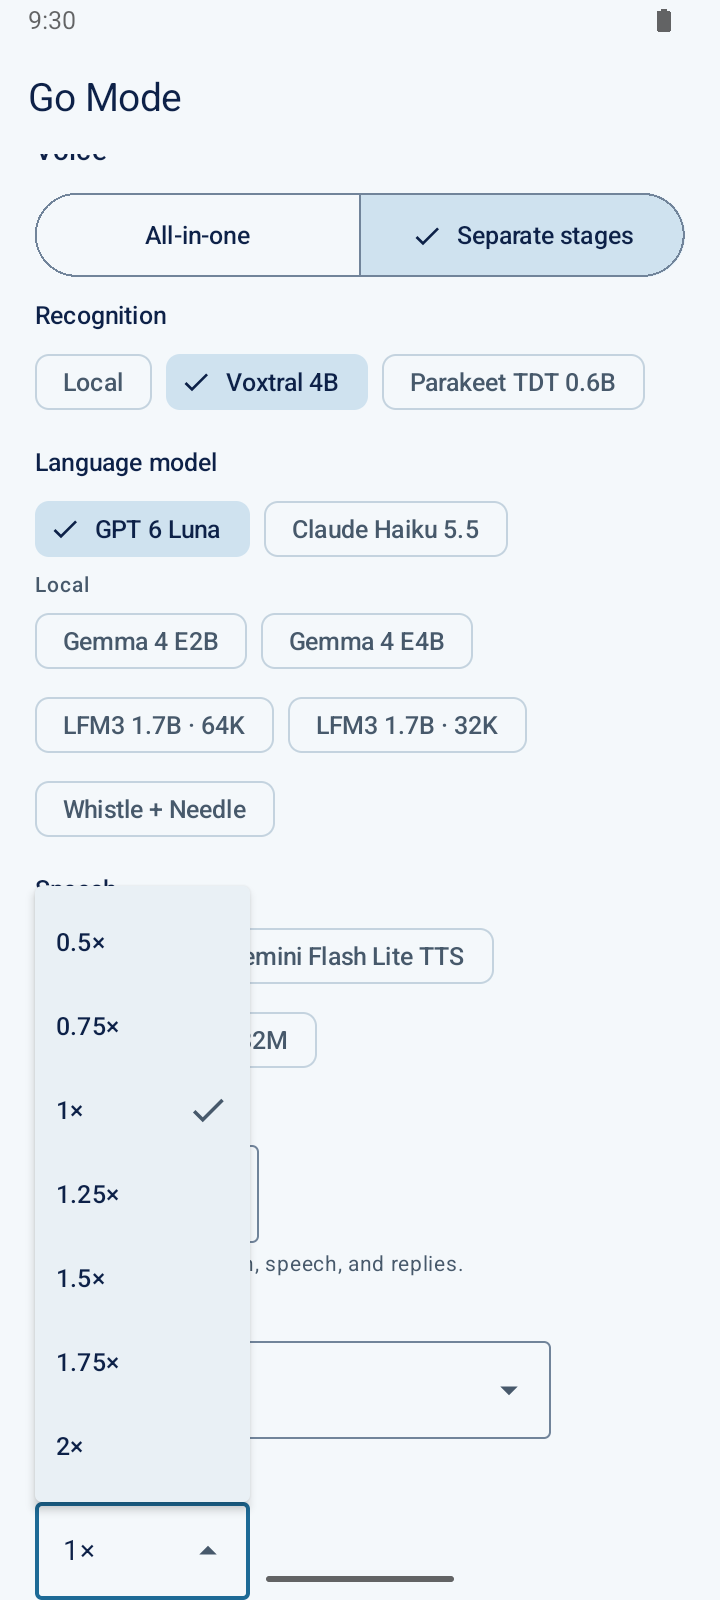 9:30
Go Mode
Voice
All-in-one
Separate stages
Recognition
Local
Voxtral 4B
Parakeet TDT 0.6B
Language model
GPT 6 Luna
Claude Haiku 5.5
Local
Gemma 4 E2B
Gemma 4 E4B
LFM3 1.7B · 64K
LFM3 1.7B · 32K
Whistle + Needle
Speech
0.5×
emini Flash Lite TTS
0.75×
2M
1×
1.25×
, speech, and replies.
1.5×
1.75×
2×
1×